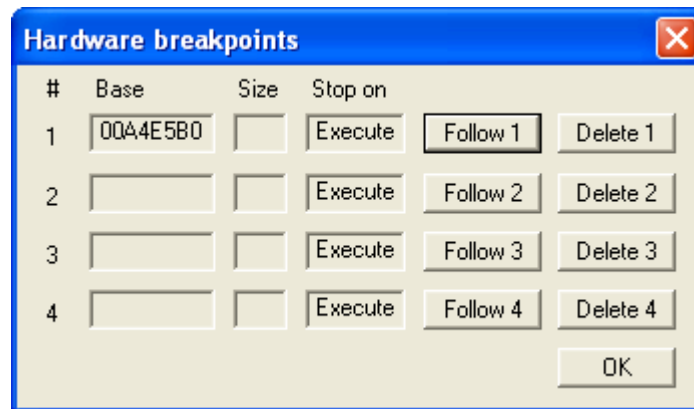 Hardware breakpoints
# Base Size Stop on
1 00A4E5B0 Execute Follow 1 Delete 1
2 Execute Follow 2 Delete 2
3 Execute Follow 3 Delete 3
4 Execute Follow 4 Delete 4
OK